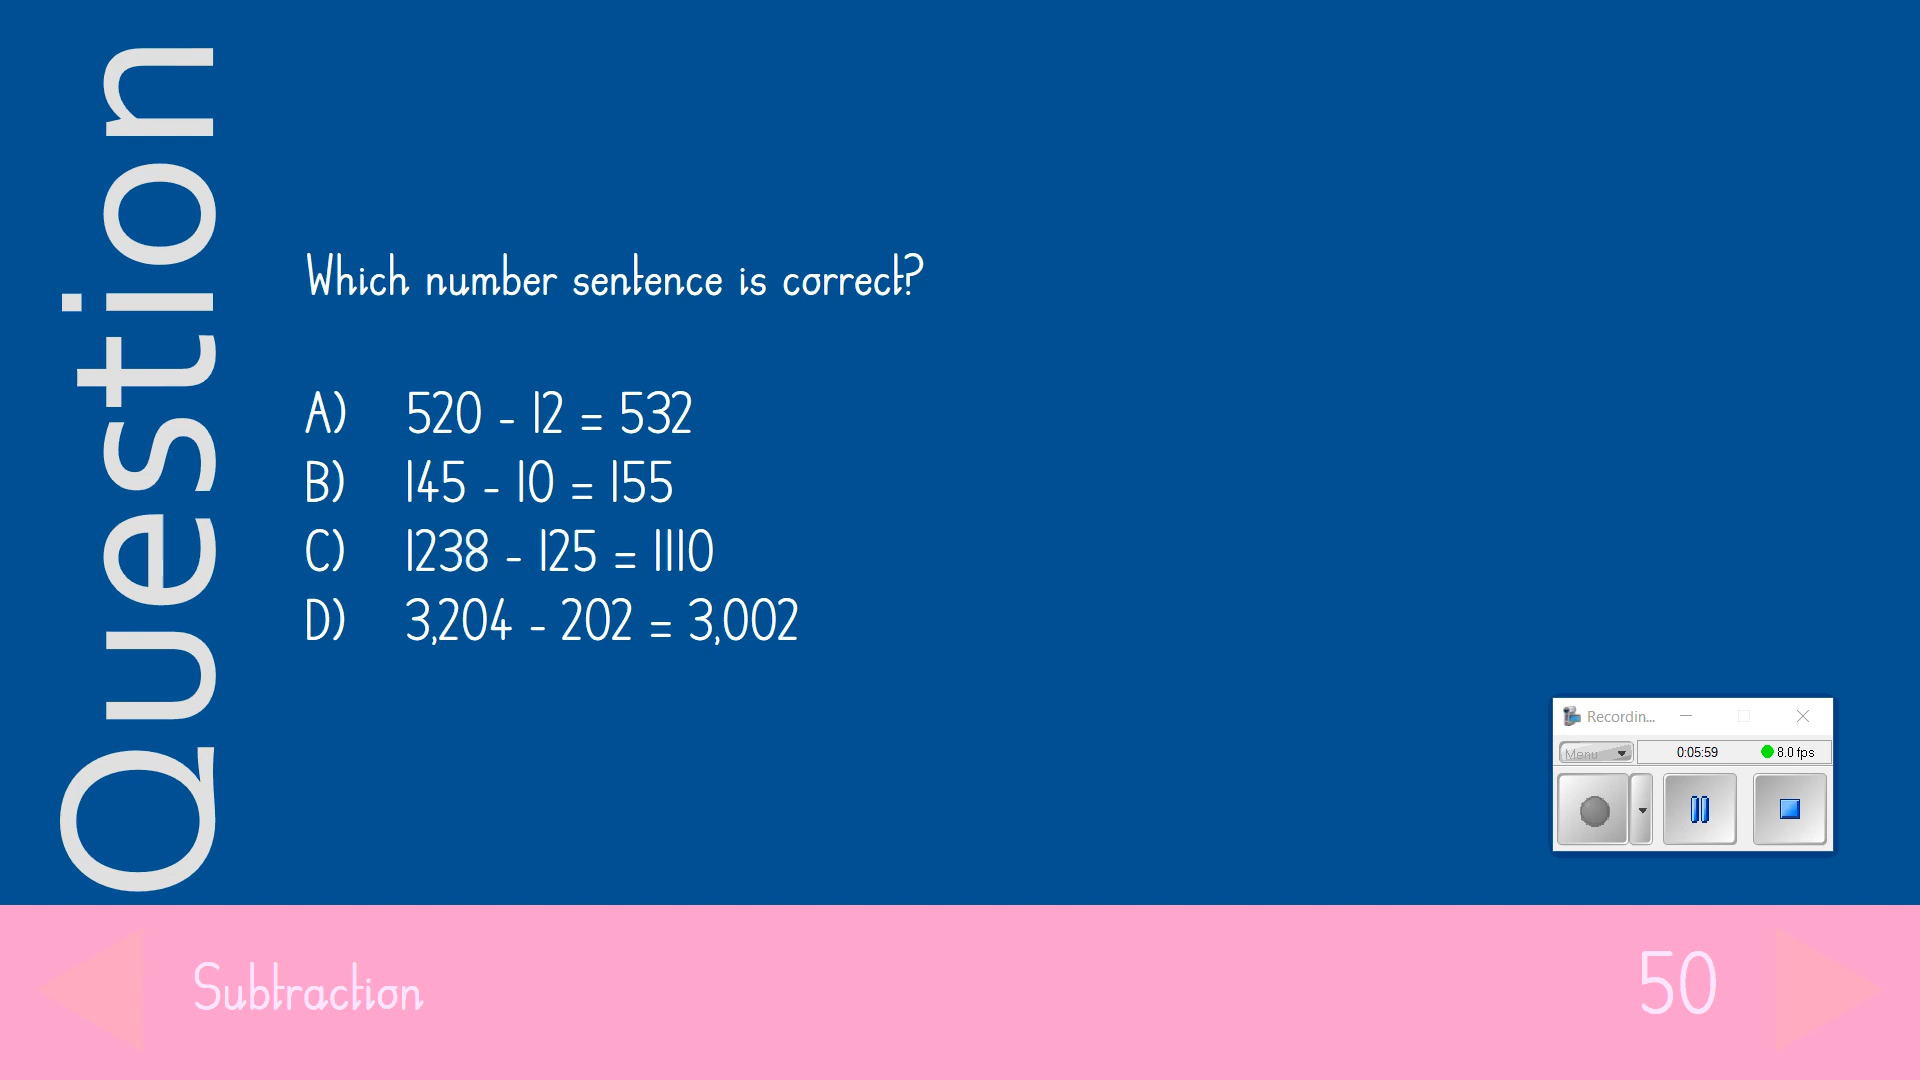 Question
Which number sentence is correct?
A) 520 - 12 = 532
B) 145 - 10 = 155
C) 1238 - 125 = 1110
D) 3,204 - 202 = 3,002
Recordin...
Menu 0:05:59 8.0 fps
Subtraction 50